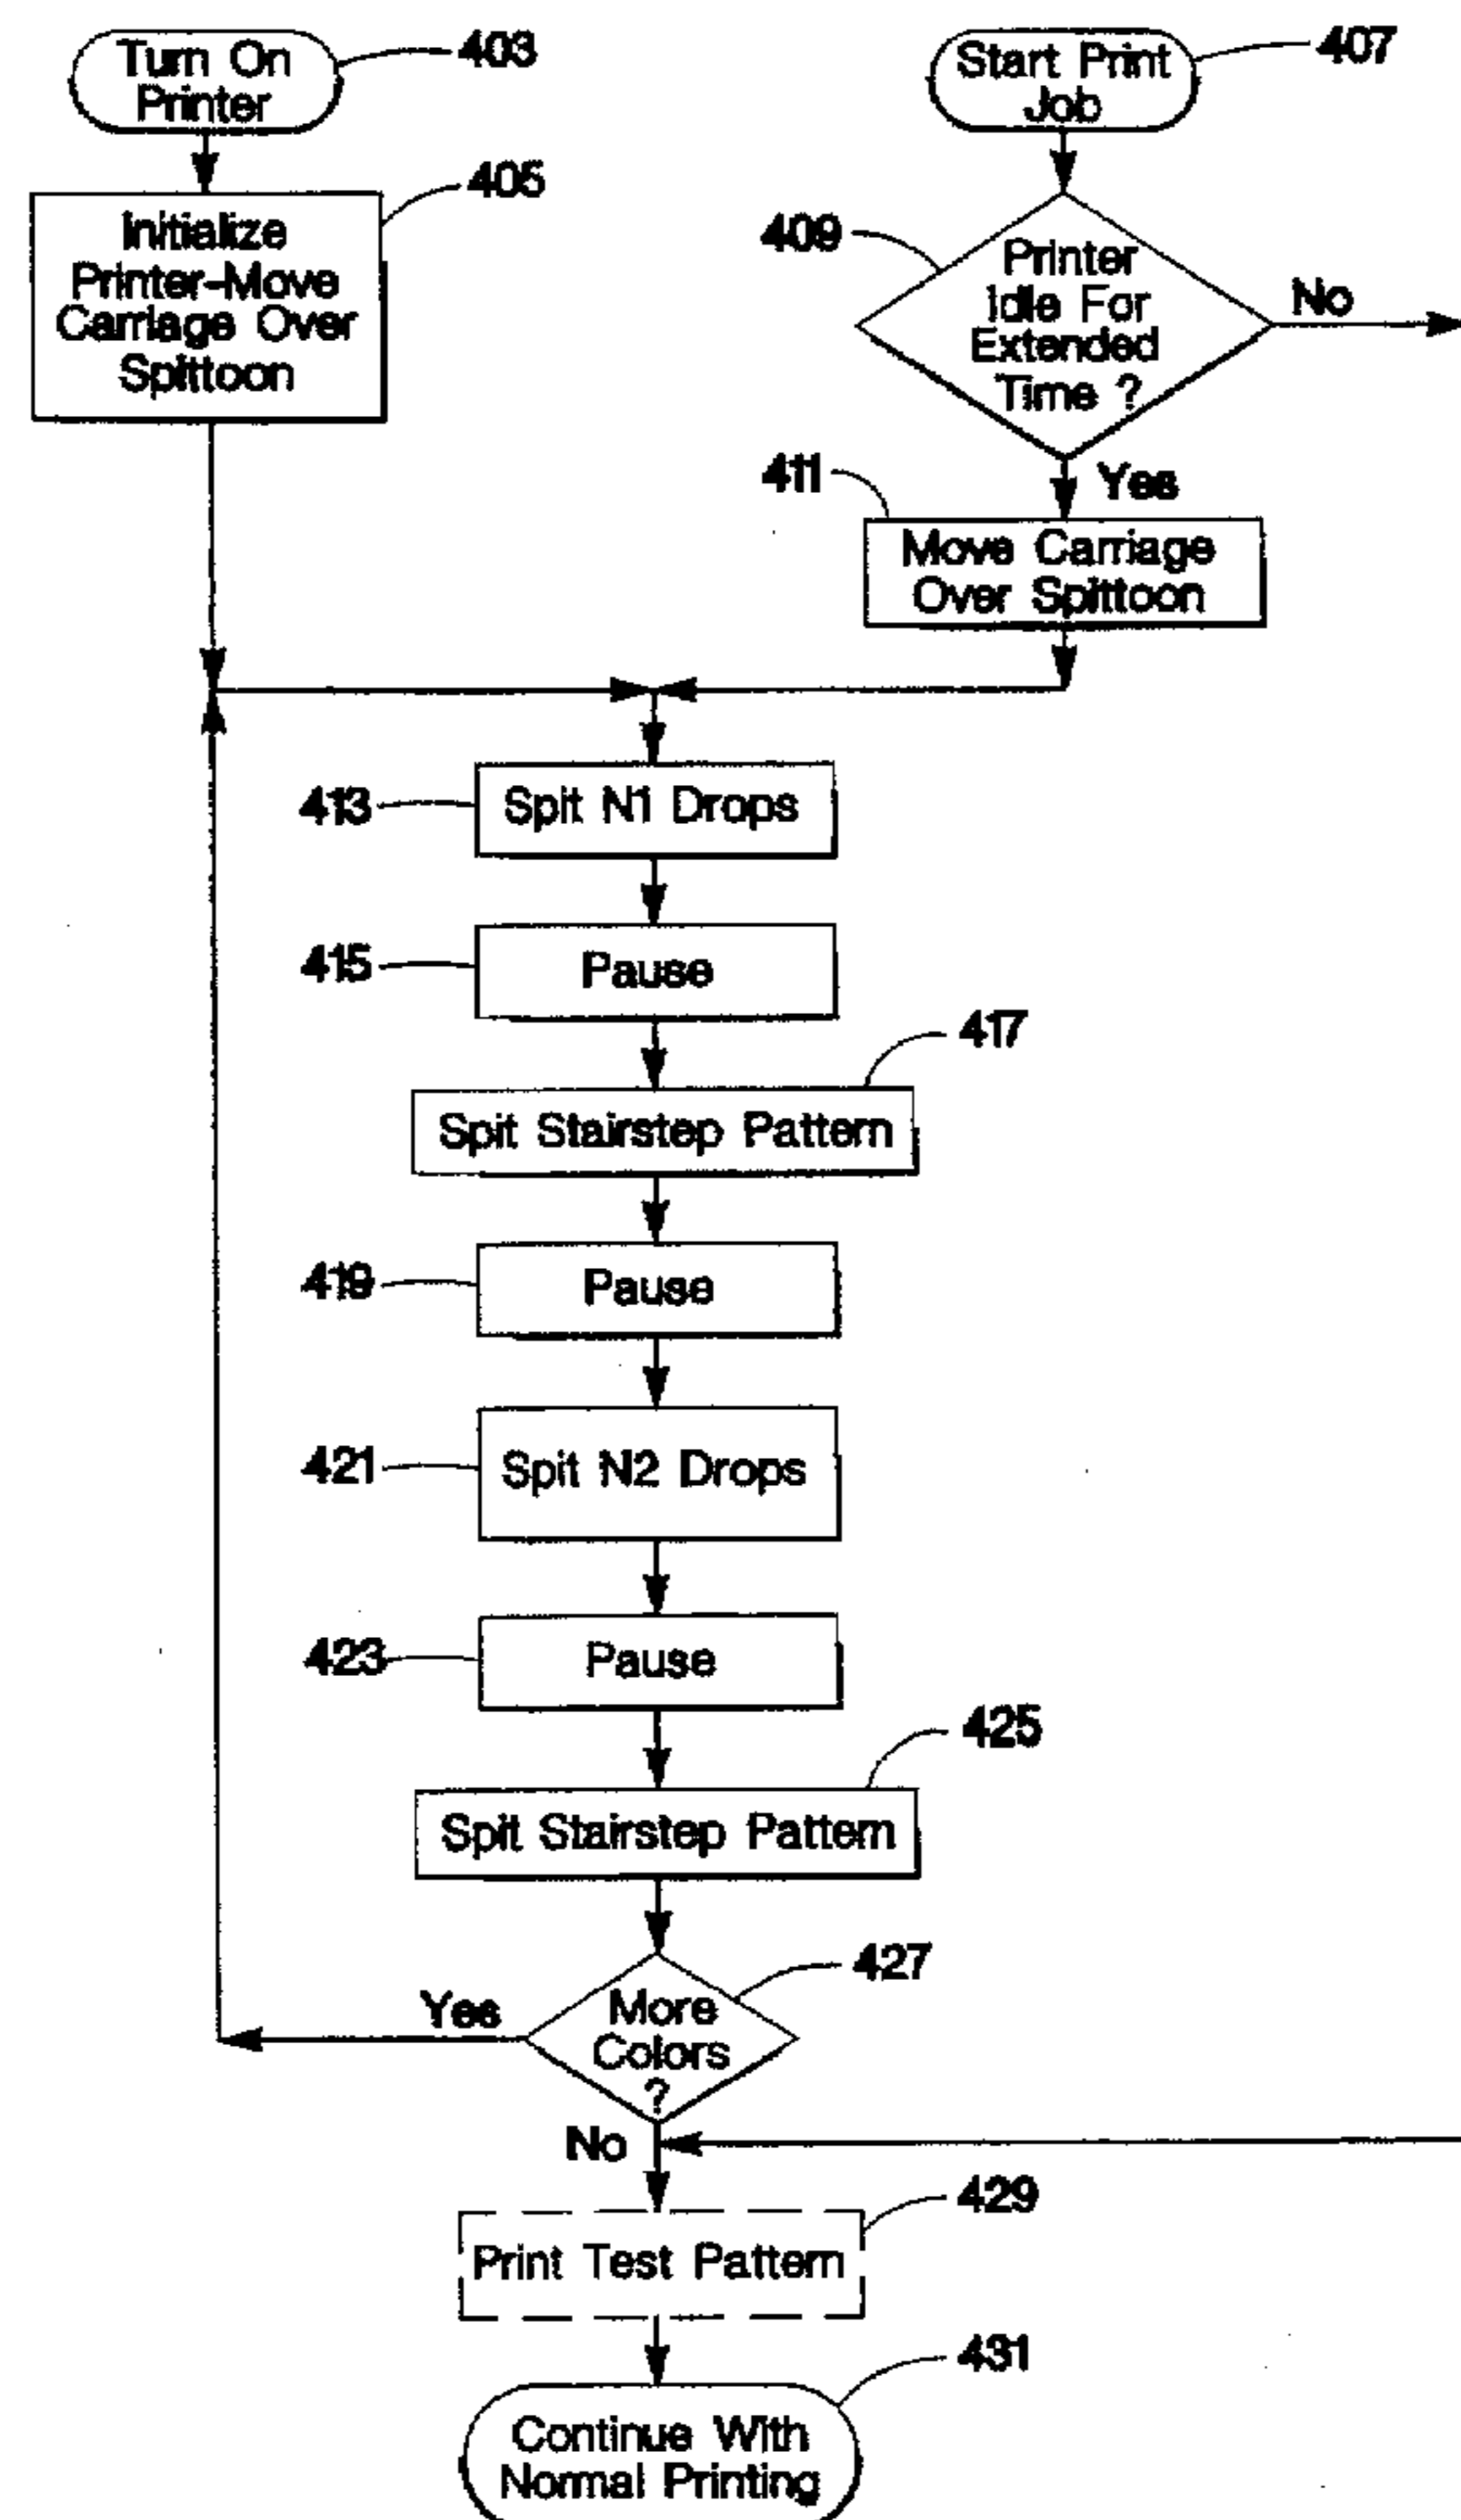 Turn On
Printer
403
Initialize
Printer-Move
Carriage Over
Spittoon
405
Start Print
Job
407
409
Printer
Idle For
Extended
Time ?
No
Yes
411
Move Carriage
Over Spittoon
413
Spit N1 Drops
415
Pause
417
Spit Stairstep Pattern
419
Pause
421
Spit N2 Drops
423
Pause
425
Spit Stairstep Pattern
427
More
Colors
?
Yes
No
429
Print Test Pattern
431
Continue With
Normal Printing